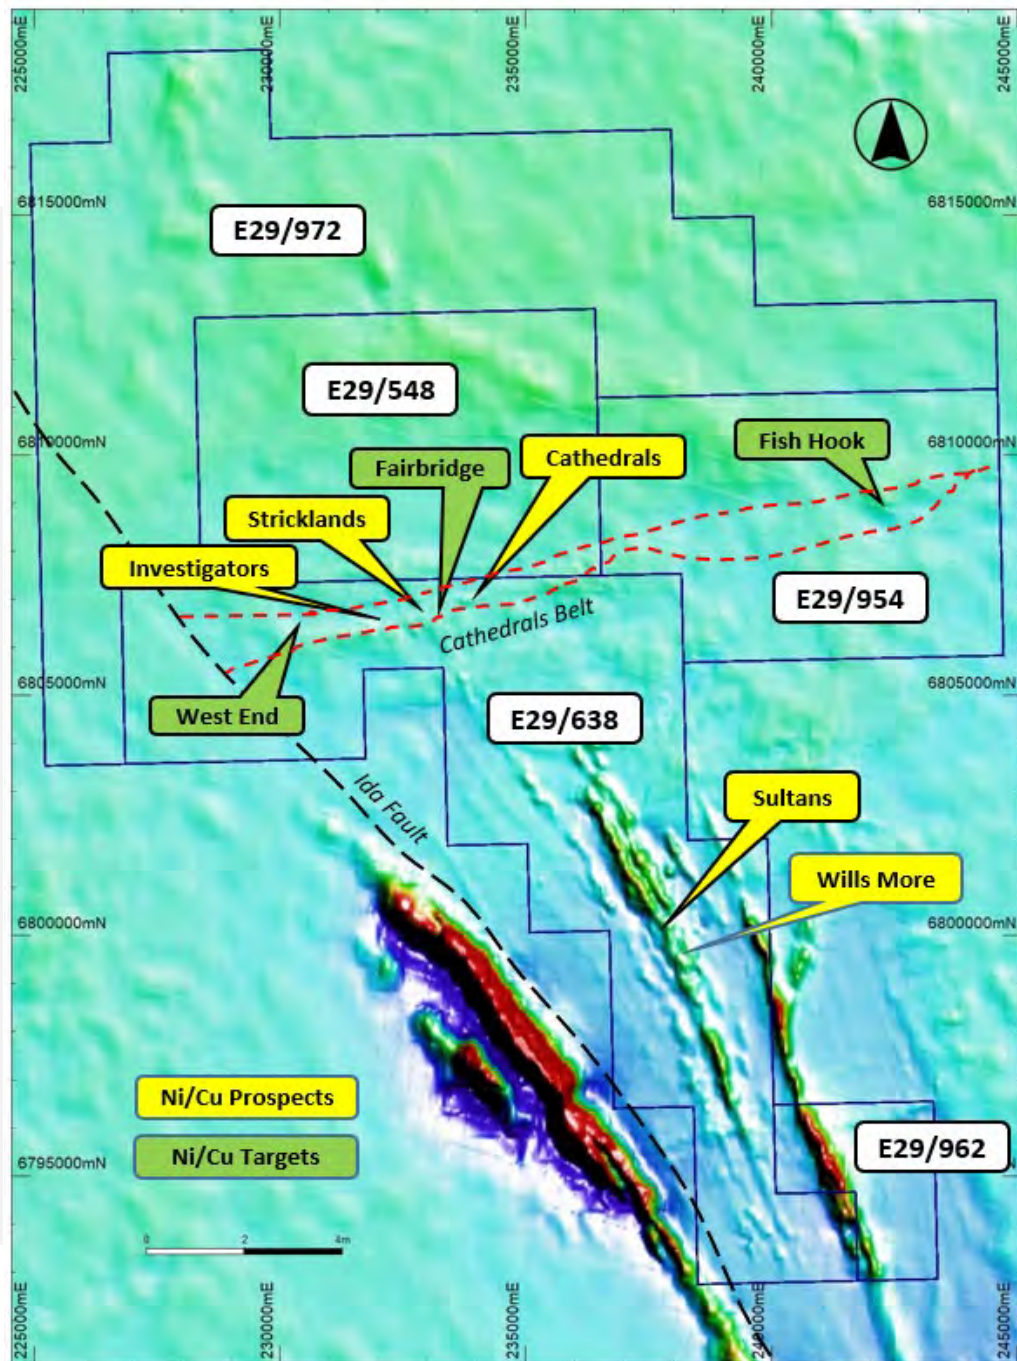 225000mE
230000mE
235000mE
240000mE
245000mE
6815000mN
6815000mN
E29/972
E29/548
6810000mN
6810000mN
Fish Hook
Cathedrals
Fairbridge
Stricklands
Investigators
E29/954
Cathedrals Belt
6805000mN
6805000mN
West End
E29/638
Ida Fault
Sultans
Wills More
6800000mN
6800000mN
Ni/Cu Prospects
Ni/Cu Targets
E29/962
6795000mN
0
2
4m
225000mE
230000mE
235000mE
240000mE
245000mE